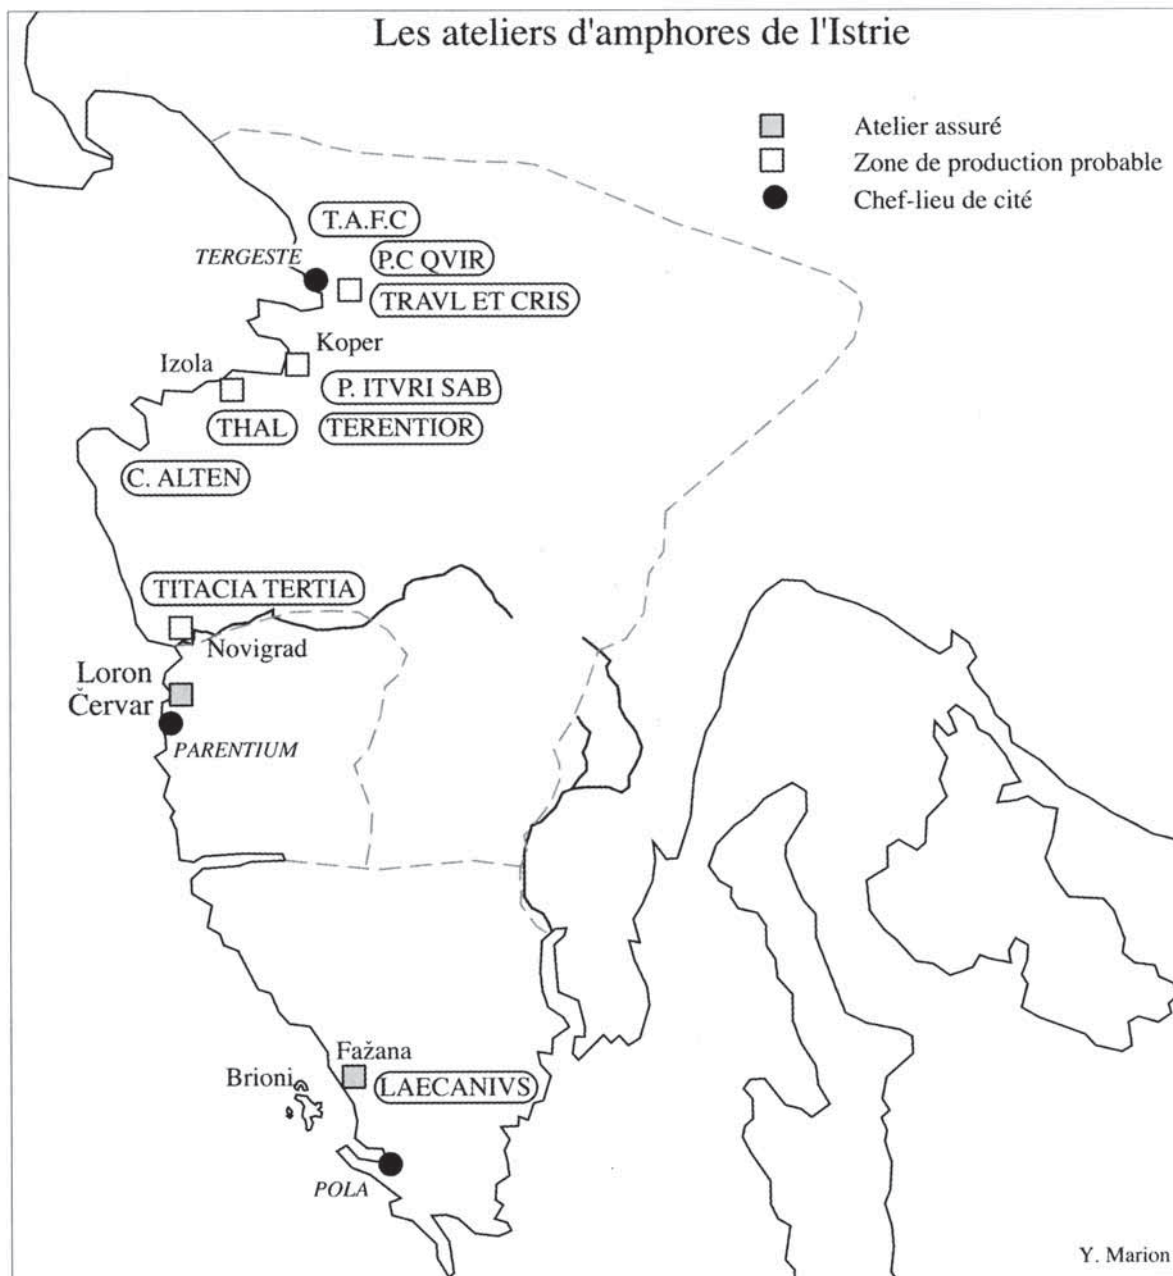 Les ateliers d'amphores de l'Istrie
Atelier assuré
Zone de production probable
Chef-lieu de cité
T.A.F.C
TERGESTE
P.C QVIR
TRAVL ET CRIS
Koper
Izola
P. ITVRI SAB
THAL
TERENTIOR
C. ALTEN
TITACIA TERTIA
Novigrad
Loron
Červar
PARENTIUM
Fažana
Brioni
LAECANIVS
POLA
Y. Marion